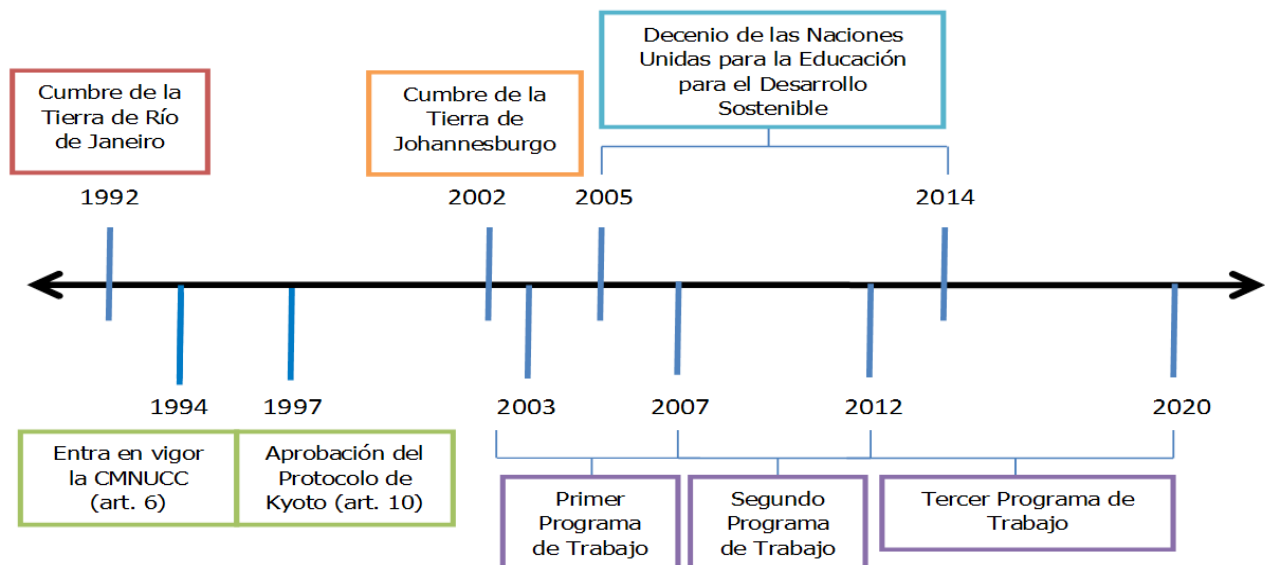 Decenio de las Naciones
Unidas para la Educación
para el Desarrollo
Sostenible
Cumbre de la
Tierra de Río
de Janeiro
Cumbre de la
Tierra de
Johannesburgo
1992
2002
2005
2014
1994
1997
2003
2007
2012
2020
Entra en vigor
la CMNUCC
(art. 6)
Aprobación del
Protocolo de
Kyoto (art. 10)
Primer
Programa
de Trabajo
Segundo
Programa
de Trabajo
Tercer Programa de
Trabajo